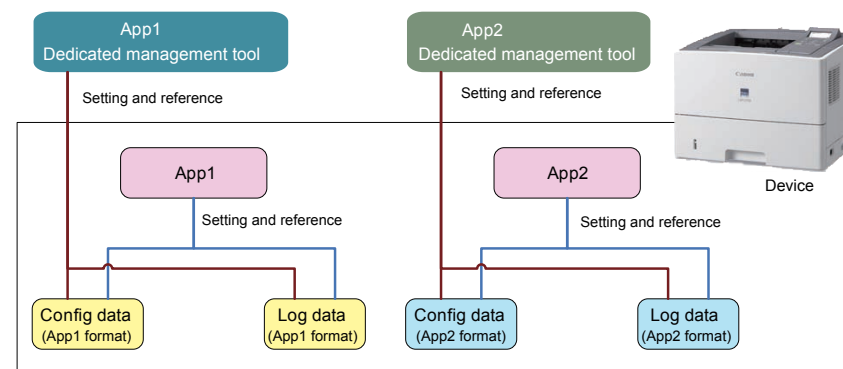 App1
Dedicated management tool
App2
Dedicated management tool
Setting and reference
Setting and reference
Canon
Device
App1
App2
Setting and reference
Setting and reference
Config data
(App1 format)
Log data
(App1 format)
Config data
(App2 format)
Log data
(App2 format)